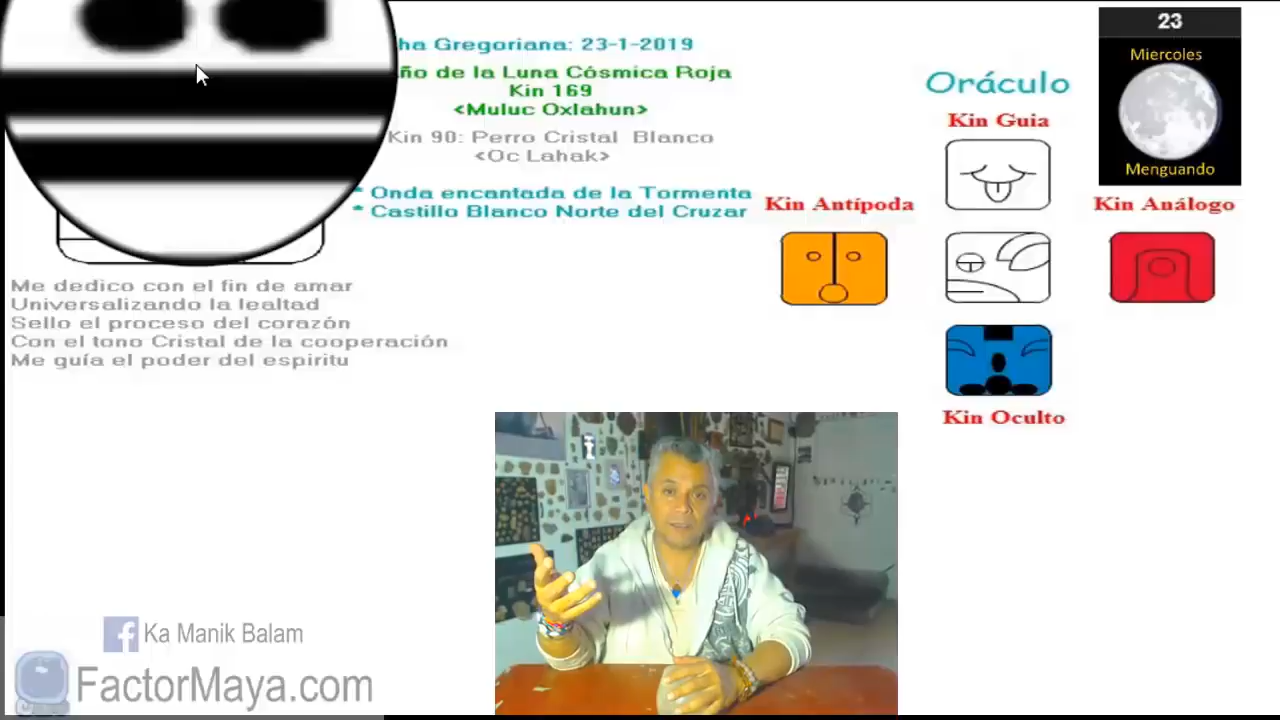 ha Gregoriana: 23-1-2019
ño de la Luna Cósmica Roja
Kin 169
<Muluc Oxlahun>
Kin 90: Perro Cristal Blanco
<Oc Lahak>
* Onda encantada de la Tormenta
* Castillo Blanco Norte del Cruzar
Me dedico con el fin de amar
Universalizando la lealtad
Sello el proceso del corazón
Con el tono Cristal de la cooperación
Me guía el poder del espiritu
Oráculo
Kin Guia
Kin Antípoda
Kin Análogo
Kin Oculto
23
Miercoles
Menguando
Ka Manik Balam
FactorMaya.com